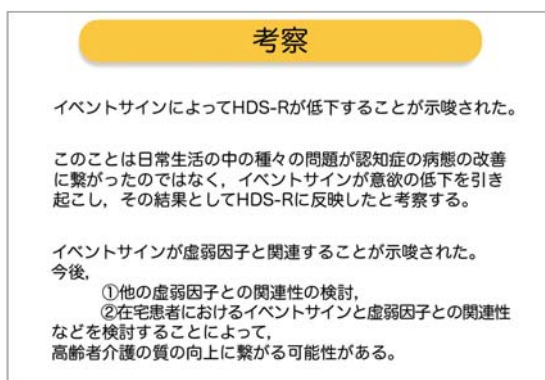 考察
イベントサインによってHDS-Rが低下することが示唆された。
このことは日常生活の中の種々の問題が認知症の病態の改善
に繋がったのではなく，イベントサインが意欲の低下を引き
起こし，その結果としてHDS-Rに反映したと考察する。
イベントサインが虚弱因子と関連することが示唆された。
今後，
①他の虚弱因子との関連性の検討，
②在宅患者におけるイベントサインと虚弱因子との関連性
などを検討することによって，
高齢者介護の質の向上に繋がる可能性がある。